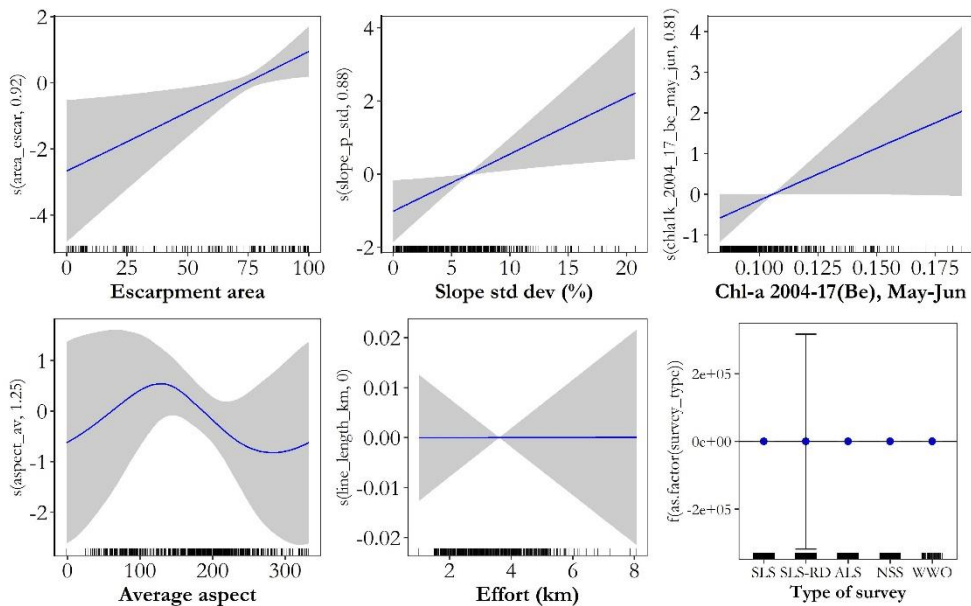 s(area_escar, 0.92)
2
0
-2
-4
0 25 50 75 100
Escarpment area
s(slope_p_std, 0.88)
4
2
0
-2
0 5 10 15 20
Slope std dev (%)
s(chla1k_2004_17_be_may_jun, 0.81)
4
3
2
1
0
-1
0.100 0.125 0.150 0.175
Chl-a 2004-17(Be), May-Jun
s(aspect_av, 1.25)
1
0
-1
-2
0 100 200 300
Average aspect
s(line_length_km, 0)
0.02
0.01
0.00
-0.01
-0.02
2 4 6 8
Effort (km)
f(as.factor(survey_type))
2e+05
0e+00
-2e+05
SLS SLS-RD ALS NSS WWO
Type of survey